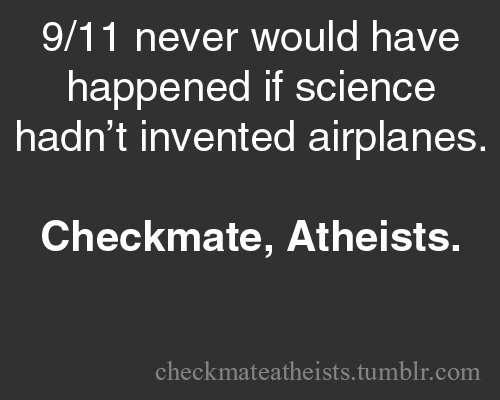 9/11 never would have
happened if science
hadn’t invented airplanes.
Checkmate, Atheists.
checkmateatheists.tumblr.com